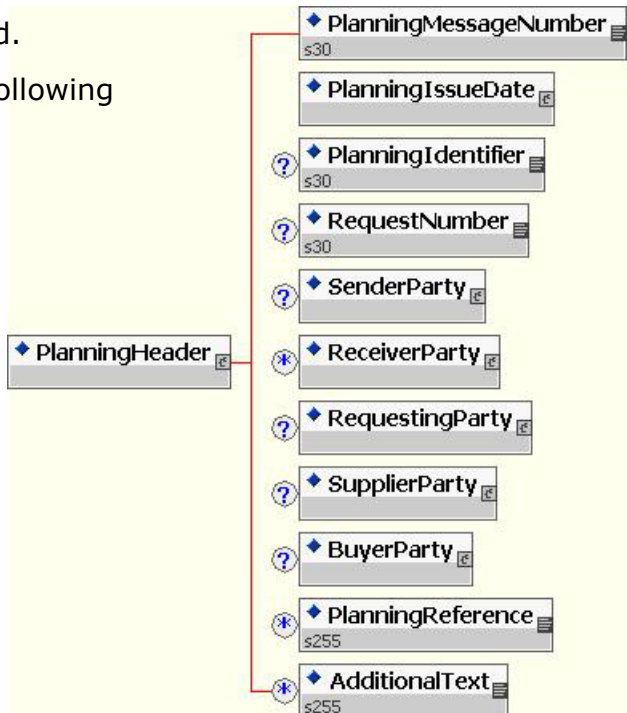 d.
ollowing
PlanningMessageNumber
s30
PlanningIssueDate
? PlanningIdentifier
s30
? RequestNumber
s30
? SenderParty
PlanningHeader
* ReceiverParty
? RequestingParty
? SupplierParty
? BuyerParty
* PlanningReference
s255
* AdditionalText
s255